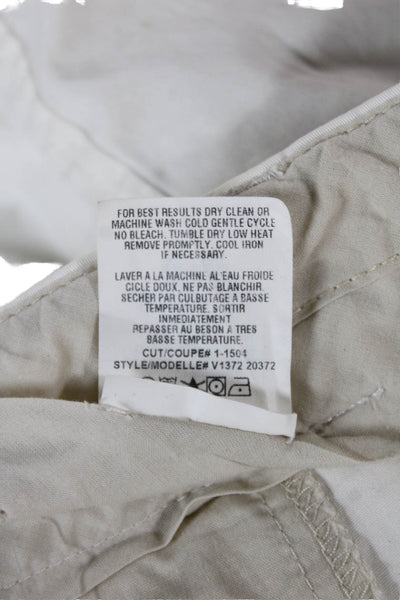 FOR BEST RESULTS DRY CLEAN OR
MACHINE WASH COLD GENTLE CYCLE
NO BLEACH. TUMBLE DRY LOW HEAT
REMOVE PROMPTLY. COOL IRON
IF NECESSARY.
LAVER A LA MACHINE AL'EAU FROIDE
CICLE DOUX. NE PAS BLANCHIR.
SECHER PAR CULBUTAGE A BASSE
TEMPERATURE. SORTIR
INMEDIATEMENT
REPASSER AU BESON A TRES
BASSE TEMPERATURE.
CUT/COUPE# 1-1504
STYLE/MODELLE# V1372 20372